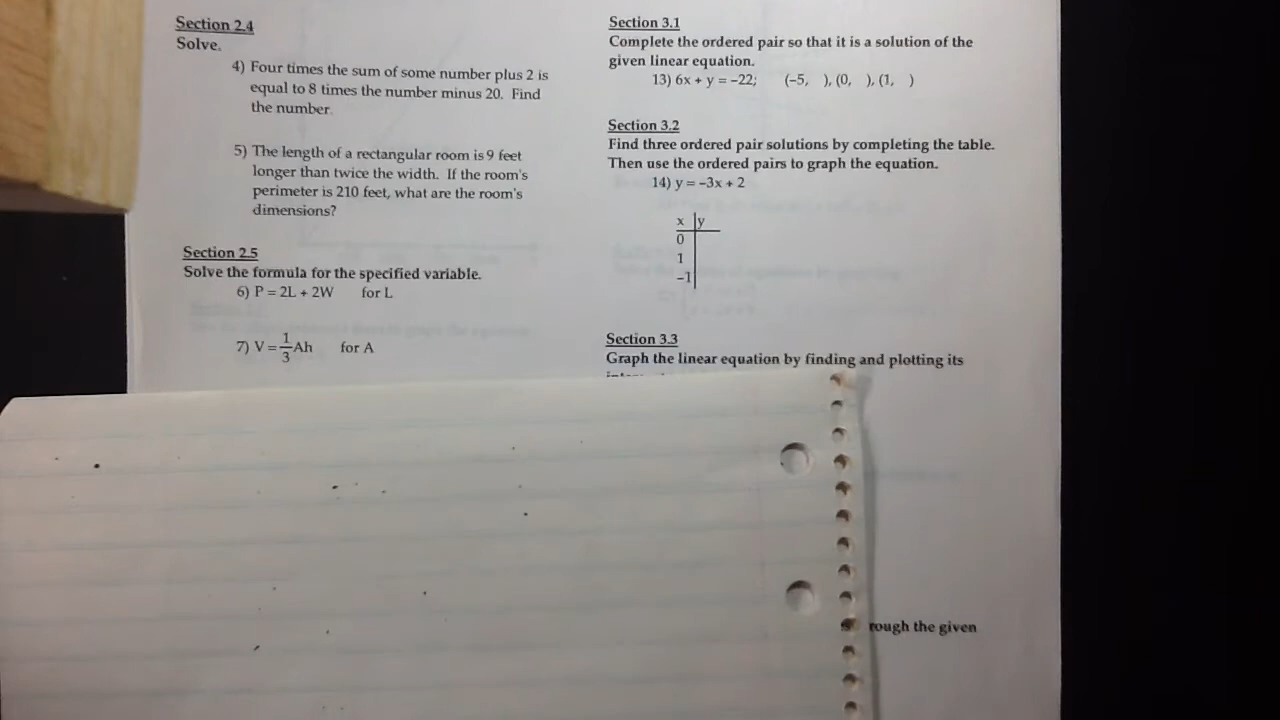 Section 2.4
Solve.
4) Four times the sum of some number plus 2 is
equal to 8 times the number minus 20. Find
the number.
5) The length of a rectangular room is 9 feet
longer than twice the width. If the room's
perimeter is 210 feet, what are the room's
dimensions?
Section 2.5
Solve the formula for the specified variable.
6) P = 2L + 2W for L
7) V = 1/3 Ah for A
Section 3.1
Complete the ordered pair so that it is a solution of the
given linear equation.
13) 6x + y = −22; (−5, ), (0, ), (1, )
Section 3.2
Find three ordered pair solutions by completing the table.
Then use the ordered pairs to graph the equation.
14) y = −3x + 2
x y
0
1
−1
Section 3.3
Graph the linear equation by finding and plotting its
rough the given